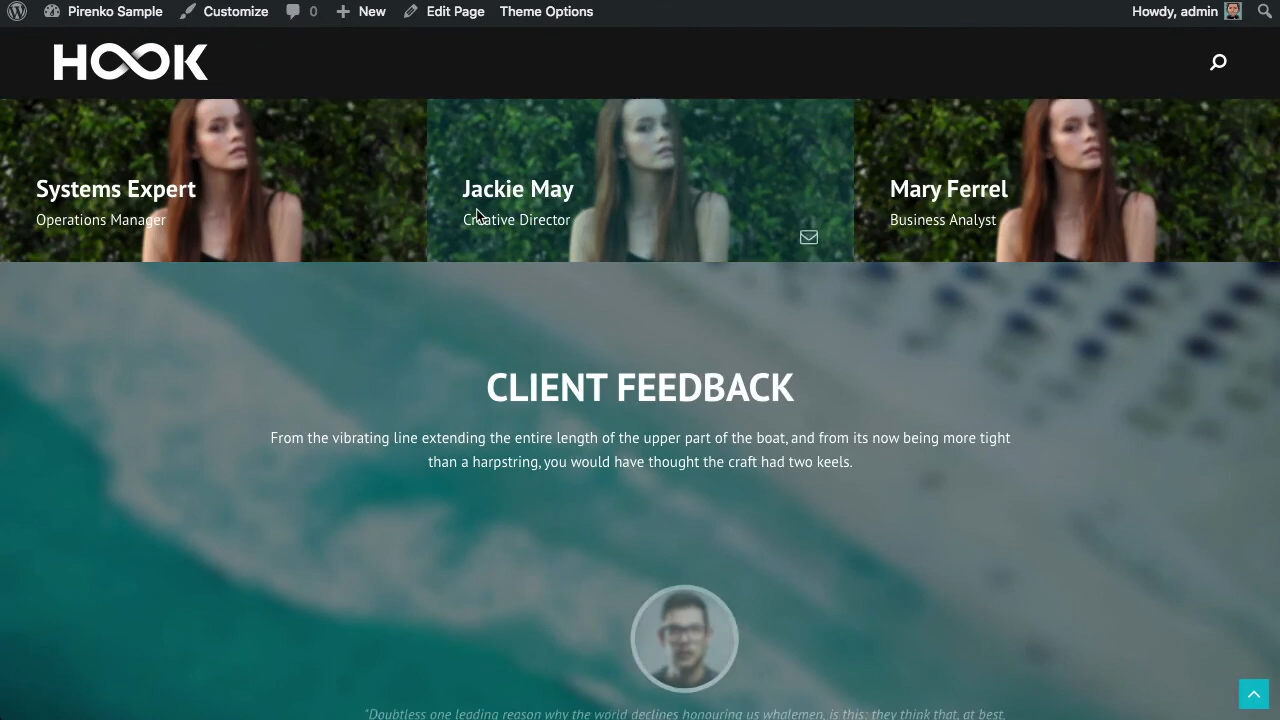 Pirenko Sample Customize 0 New Edit Page Theme Options Howdy, admin
HOOK
Systems Expert
Operations Manager
Jackie May
Creative Director
Mary Ferrel
Business Analyst
CLIENT FEEDBACK
From the vibrating line extending the entire length of the upper part of the boat, and from its now being more tight
than a harpstring, you would have thought the craft had two keels.
"Doubtless one leading reason why the world declines honouring us whalemen, is this: they think that, at best,